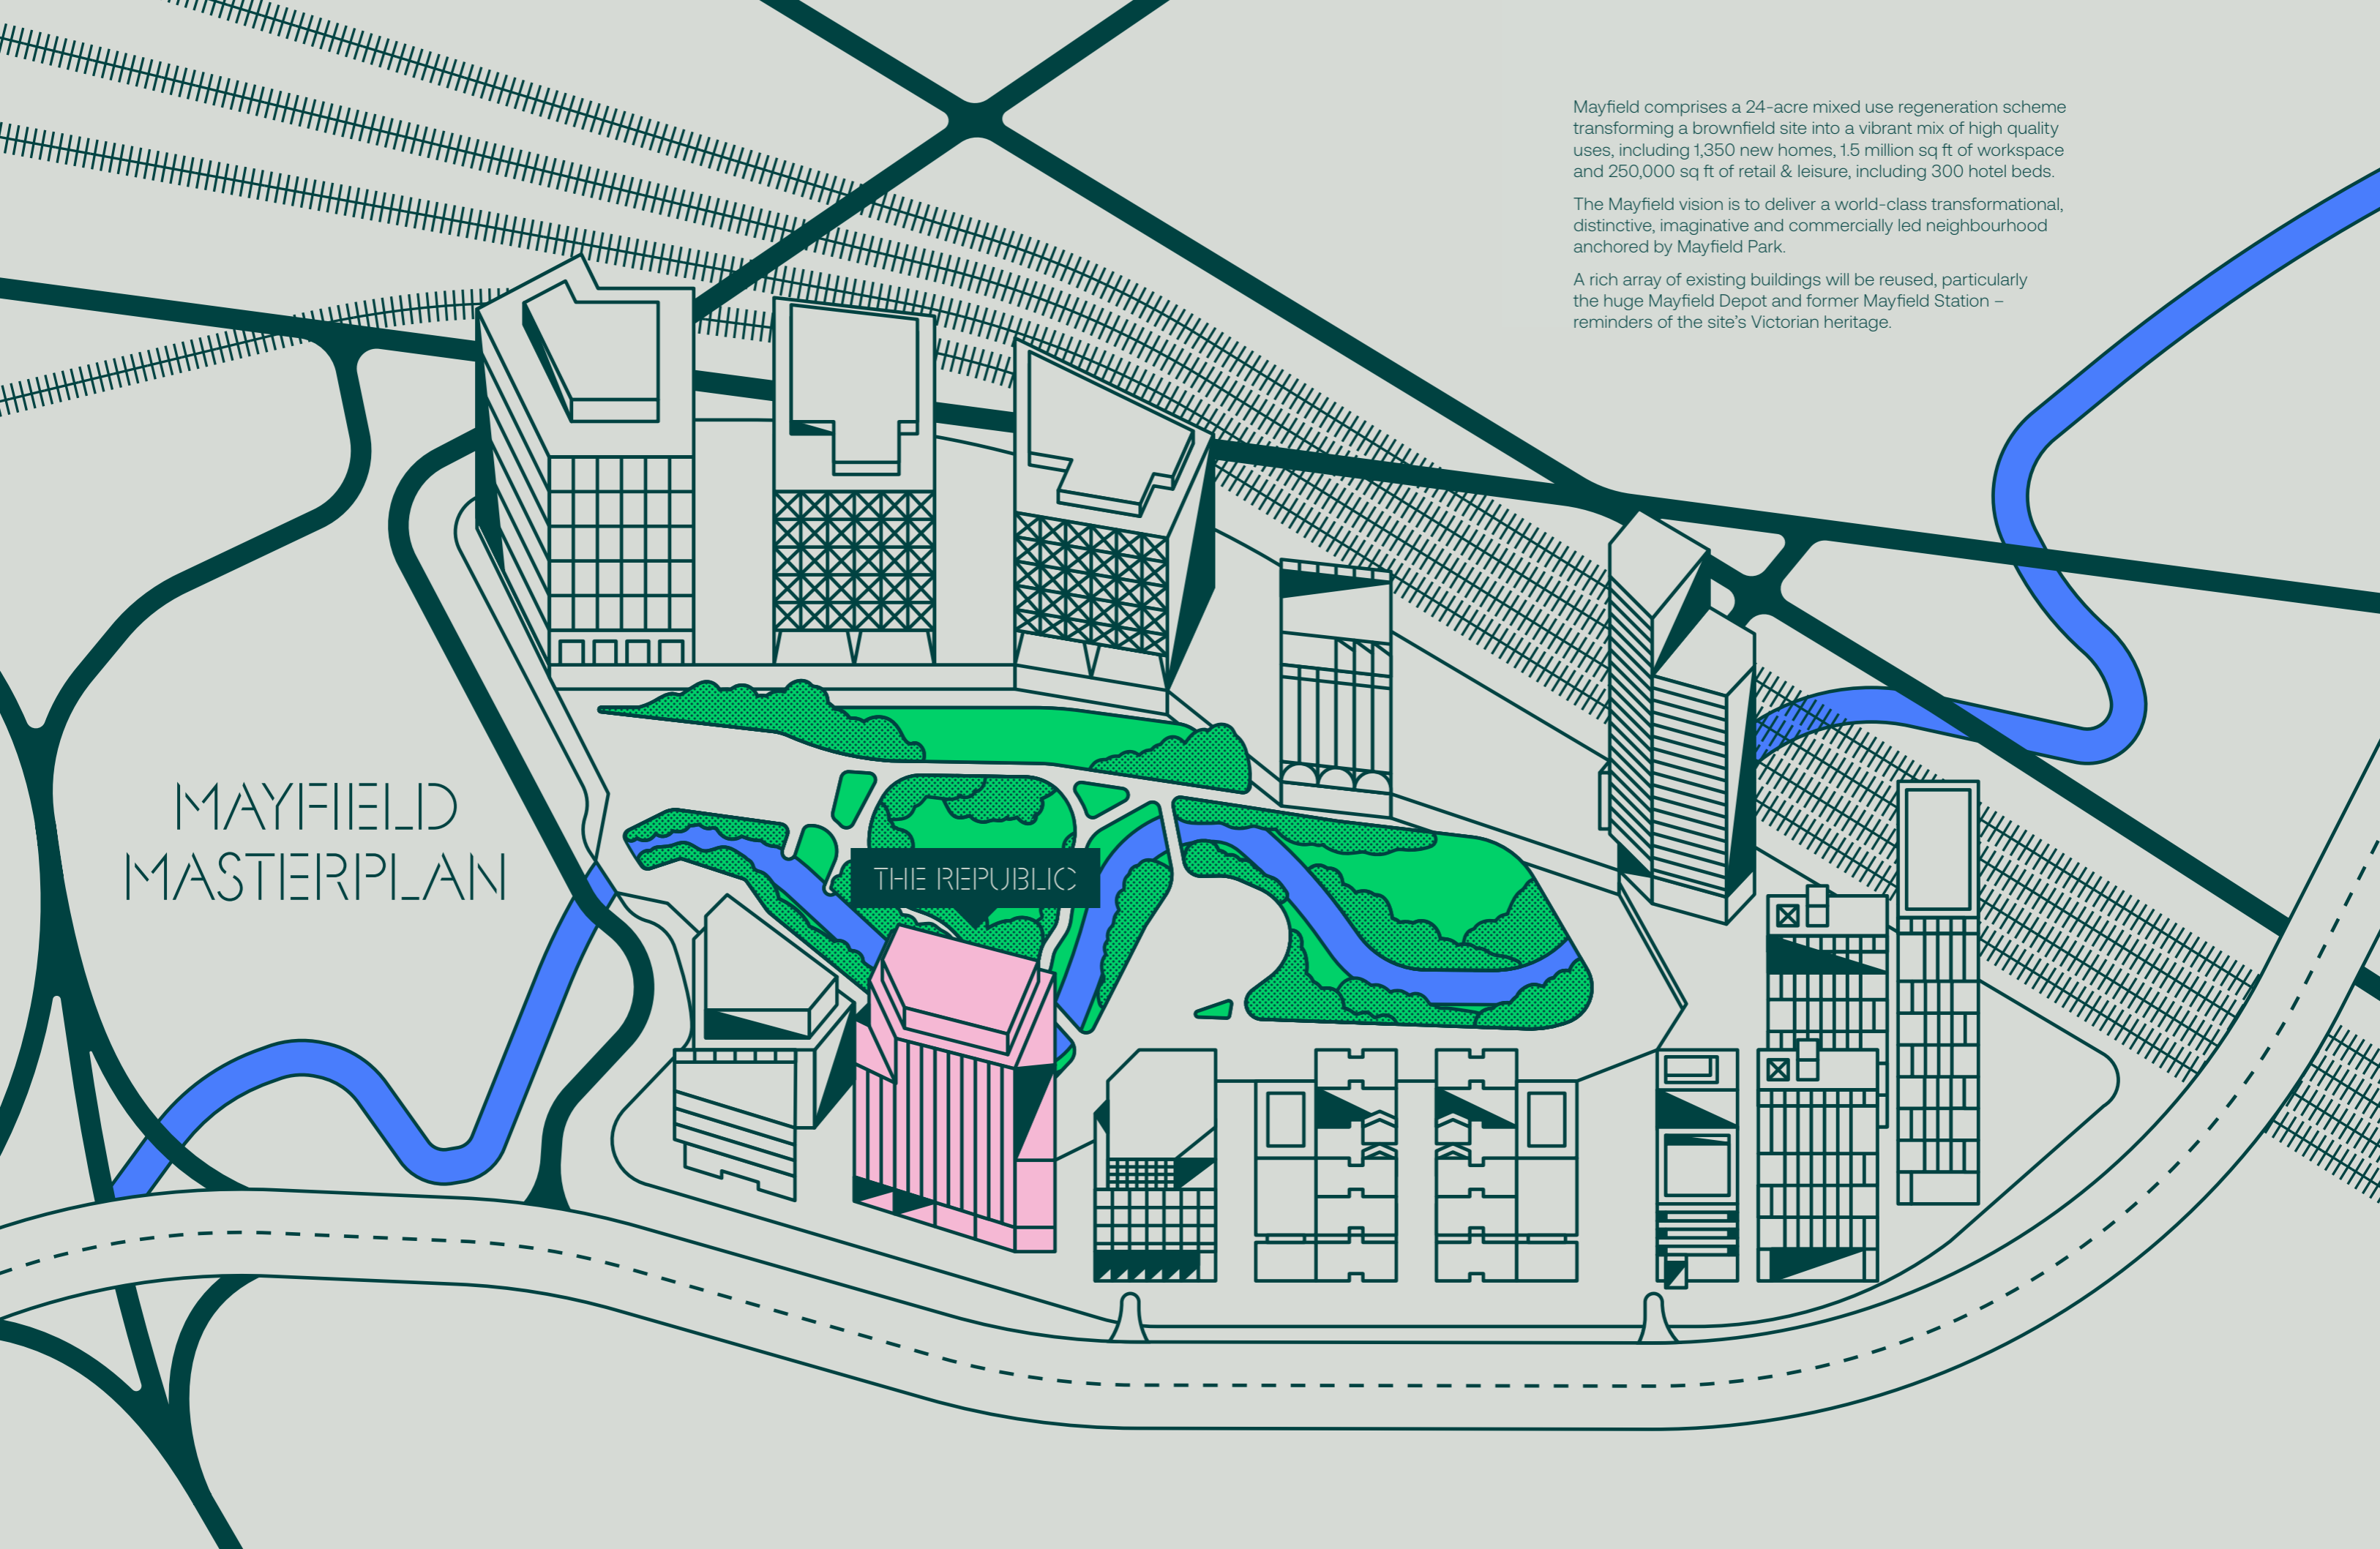 Mayfield comprises a 24-acre mixed use regeneration scheme
transforming a brownfield site into a vibrant mix of high quality
uses, including 1,350 new homes, 1.5 million sq ft of workspace
and 250,000 sq ft of retail & leisure, including 300 hotel beds.
The Mayfield vision is to deliver a world-class transformational,
distinctive, imaginative and commercially led neighbourhood
anchored by Mayfield Park.
A rich array of existing buildings will be reused, particularly
the huge Mayfield Depot and former Mayfield Station –
reminders of the site's Victorian heritage.
MAYFIELD
MASTERPLAN
THE REPUBLIC